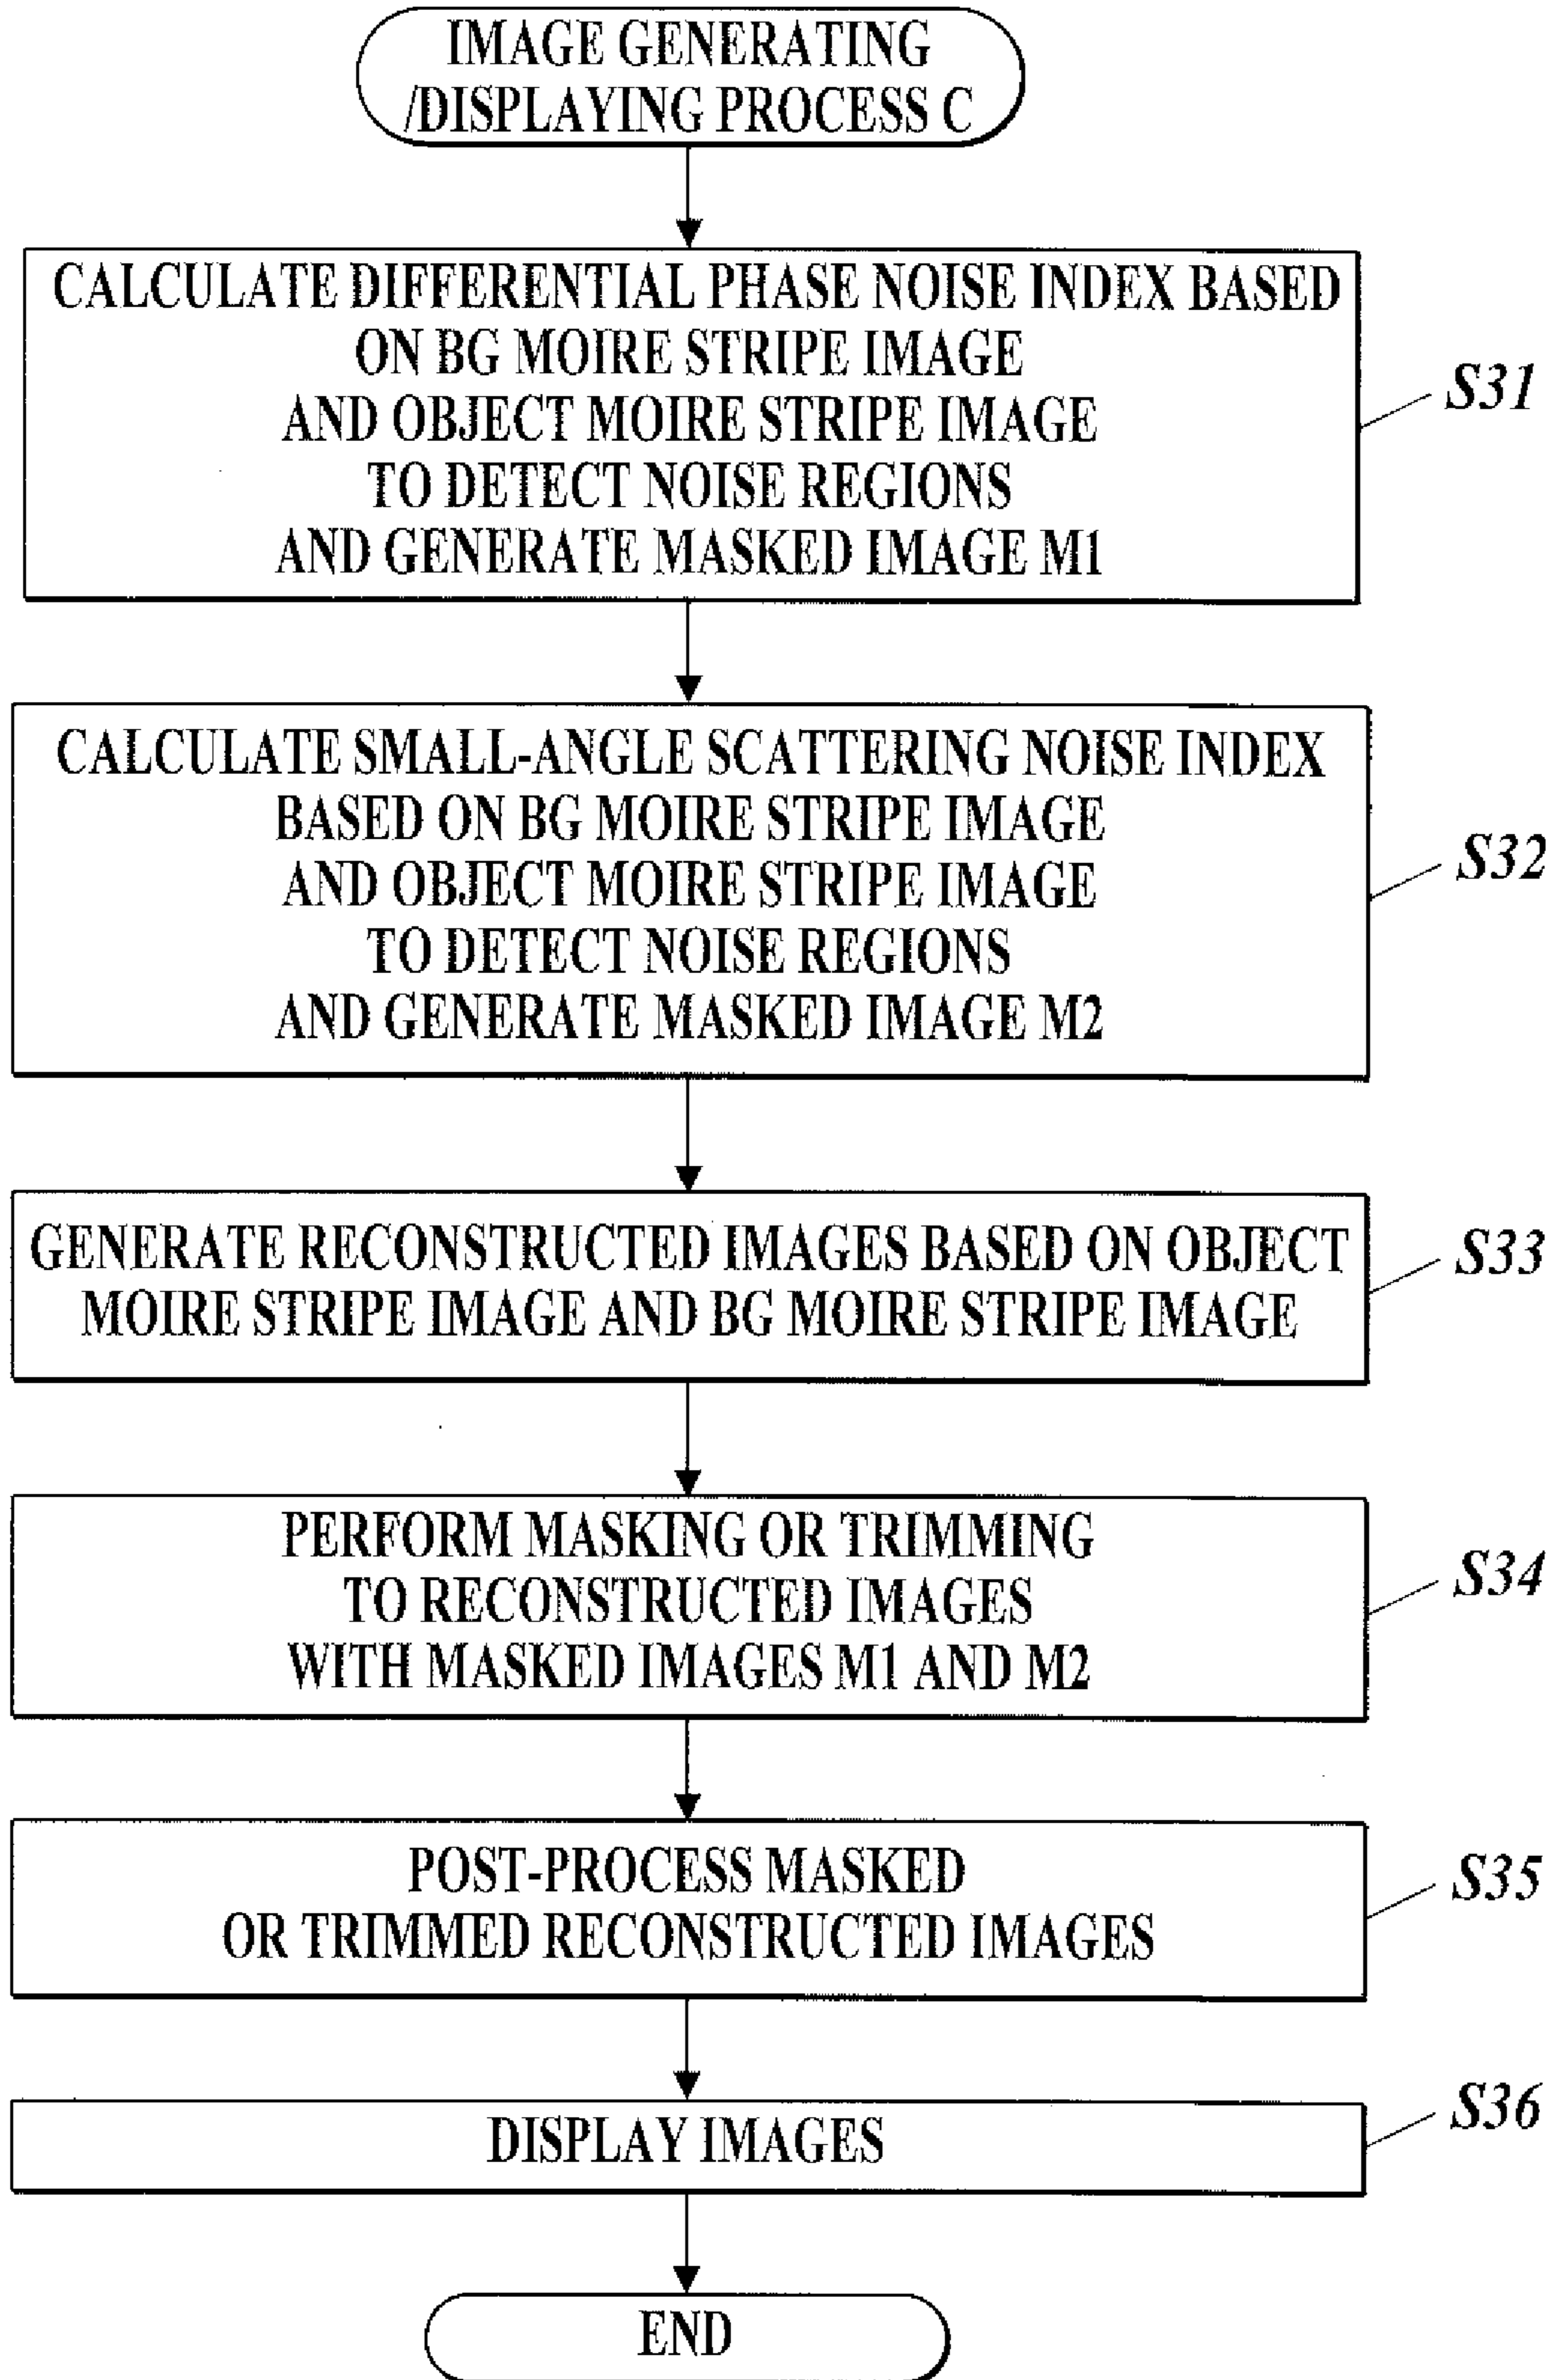 IMAGE GENERATING
/DISPLAYING PROCESS C
CALCULATE DIFFERENTIAL PHASE NOISE INDEX BASED
ON BG MOIRE STRIPE IMAGE
AND OBJECT MOIRE STRIPE IMAGE
TO DETECT NOISE REGIONS
AND GENERATE MASKED IMAGE M1
S31
CALCULATE SMALL-ANGLE SCATTERING NOISE INDEX
BASED ON BG MOIRE STRIPE IMAGE
AND OBJECT MOIRE STRIPE IMAGE
TO DETECT NOISE REGIONS
AND GENERATE MASKED IMAGE M2
S32
GENERATE RECONSTRUCTED IMAGES BASED ON OBJECT
MOIRE STRIPE IMAGE AND BG MOIRE STRIPE IMAGE
S33
PERFORM MASKING OR TRIMMING
TO RECONSTRUCTED IMAGES
WITH MASKED IMAGES M1 AND M2
S34
POST-PROCESS MASKED
OR TRIMMED RECONSTRUCTED IMAGES
S35
DISPLAY IMAGES
S36
END